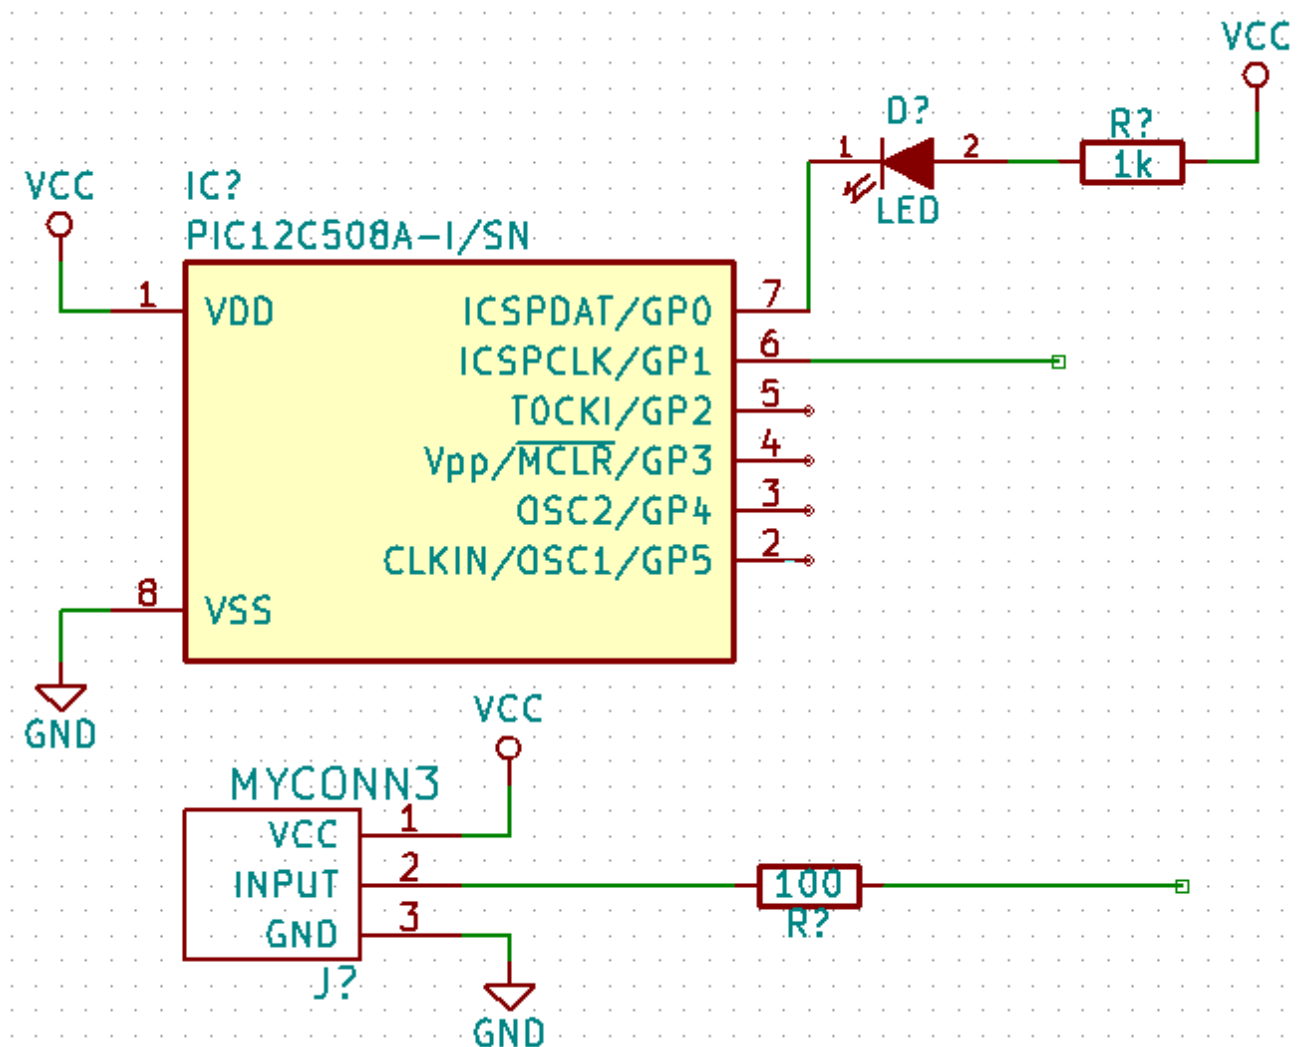 VCC
D?
R?
1
2
1k
LED
VCC
IC?
PIC12C508A-I/SN
1
VDD
ICSPDAT/GP0
7
ICSPCLK/GP1
6
T0CKI/GP2
5
Vpp/MCLR/GP3
4
OSC2/GP4
3
CLKIN/OSC1/GP5
2
8
VSS
GND
VCC
MYCONN3
VCC
1
INPUT
2
100
GND
3
R?
J?
GND